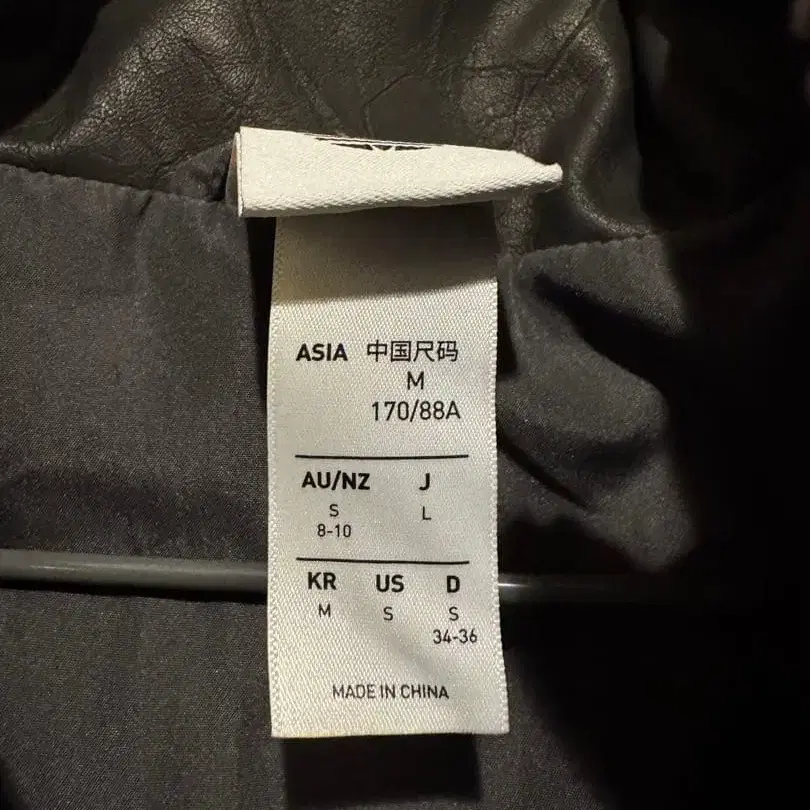 ASIA 中国尺码
M
170/88A
AU/NZ J
S L
8-10
KR US D
M S S
34-36
MADE IN CHINA